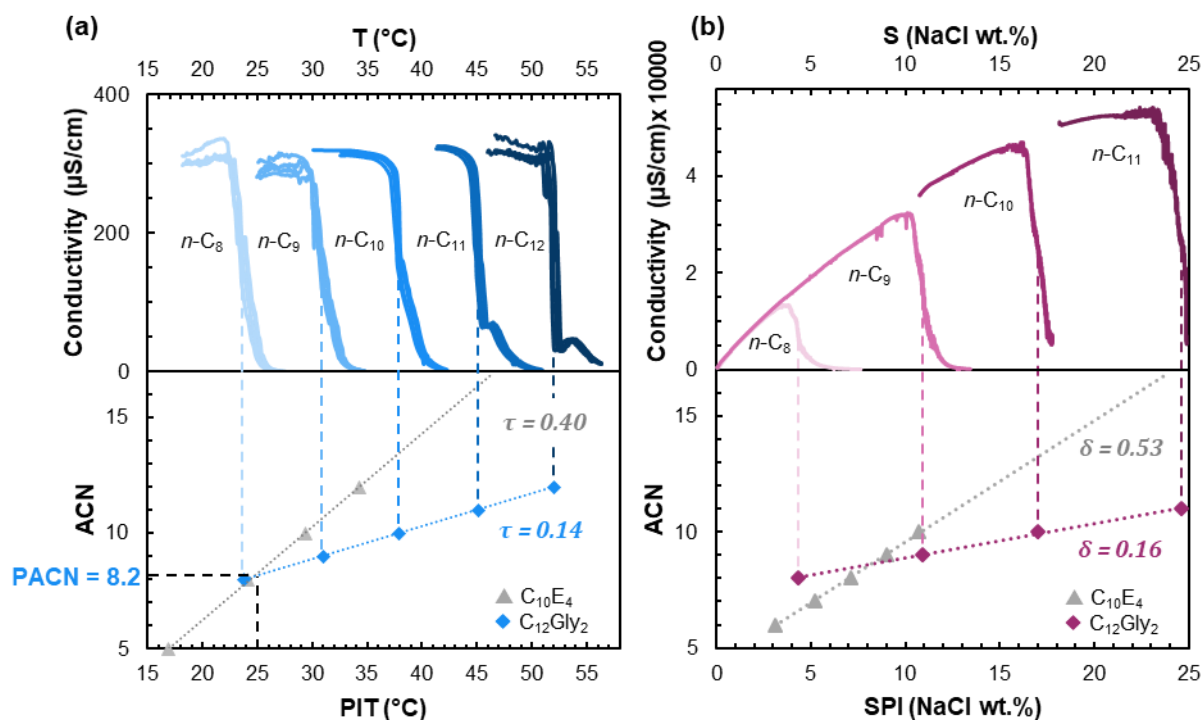 (a)
T (°C)
15 20 25 30 35 40 45 50 55
Conductivity (µS/cm)
400
200
0
n-C₈
n-C₉
n-C₁₀
n-C₁₁
n-C₁₂
ACN
15
10
5
τ = 0.40
τ = 0.14
PACN = 8.2
C₁₀E₄
C₁₂Gly₂
15 20 25 30 35 40 45 50 55
PIT (°C)
(b)
S (NaCl wt.%)
0 5 10 15 20 25
Conductivity (µS/cm) x 10000
4
2
0
n-C₈
n-C₉
n-C₁₀
n-C₁₁
ACN
15
10
5
δ = 0.53
δ = 0.16
C₁₀E₄
C₁₂Gly₂
0 5 10 15 20 25
SPI (NaCl wt.%)